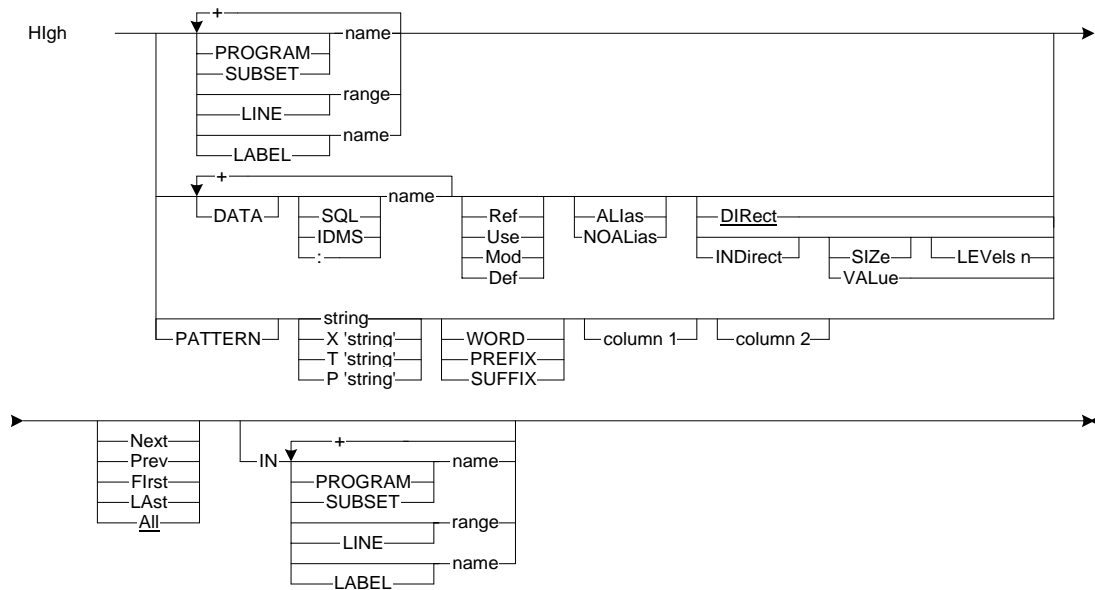 +
HIgh name
PROGRAM
SUBSET
range
LINE
name
LABEL
+
name
DATA SQL Ref ALIas DIRect
IDMS Use NOALias
: Mod INDirect SIZe LEVels n
Def VALue
string
PATTERN X 'string' WORD column 1 column 2
T 'string' PREFIX
P 'string' SUFFIX
Next IN + name
Prev PROGRAM
FIrst SUBSET
LAst range
All LINE
name
LABEL